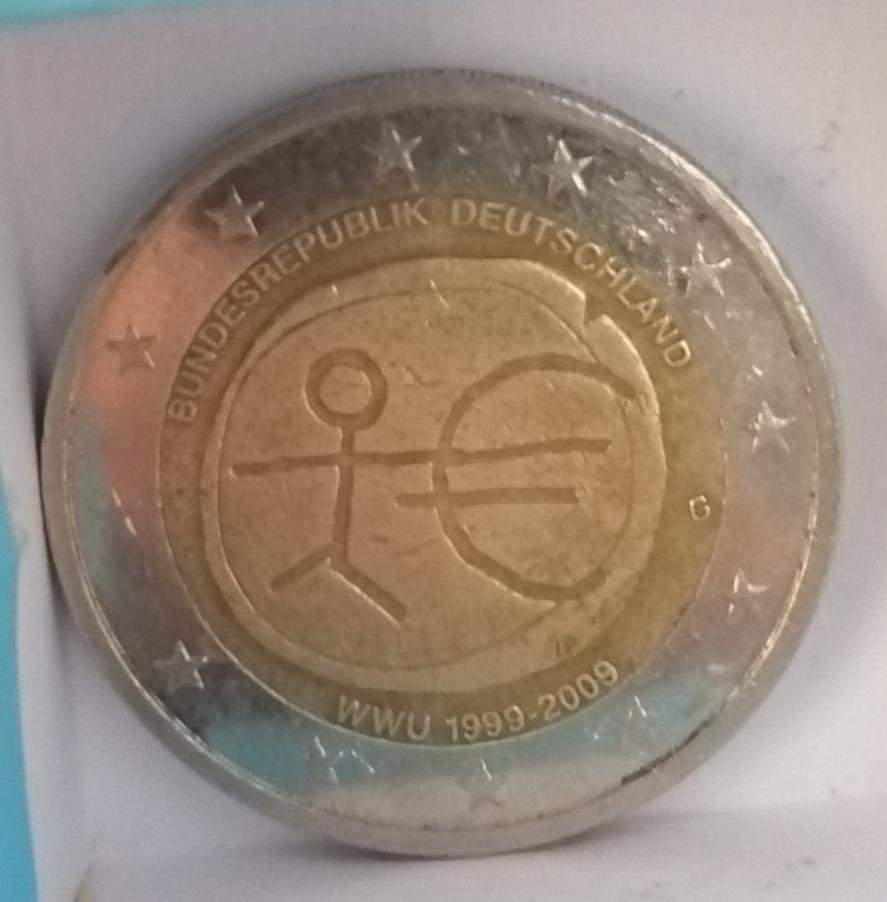 BUNDESREPUBLIK DEUTSCHLAND
G
WWU 1999-2009